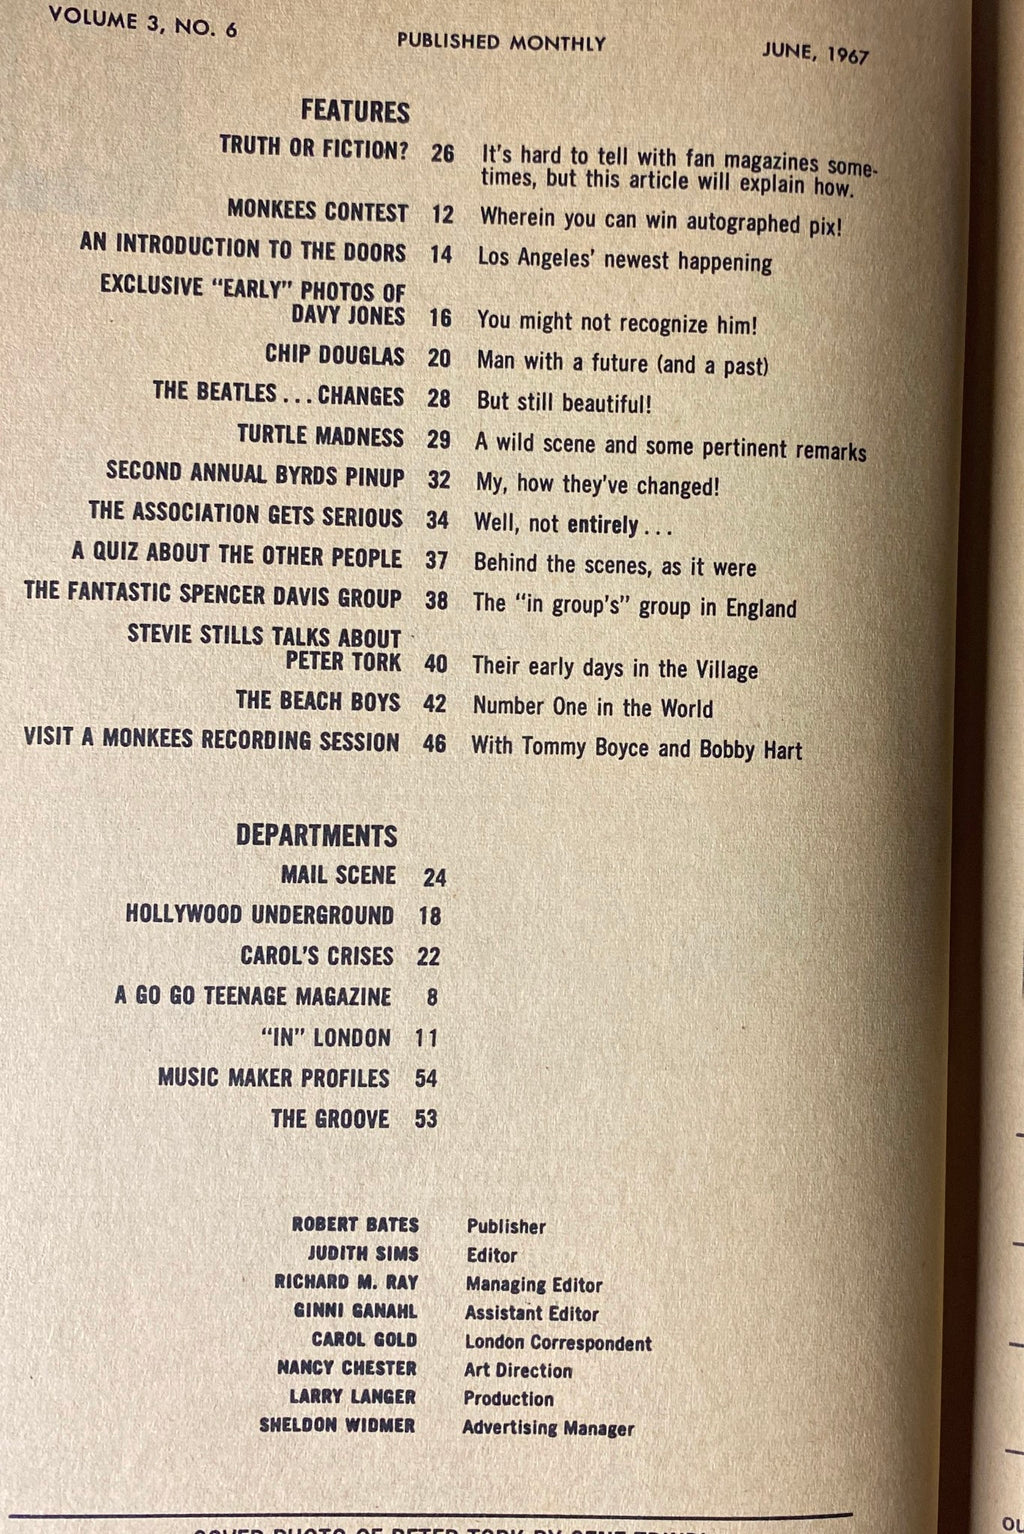 VOLUME 3, NO. 6 PUBLISHED MONTHLY JUNE, 1967
FEATURES
TRUTH OR FICTION? 26 It's hard to tell with fan magazines some-
times, but this article will explain how.
MONKEES CONTEST 12 Wherein you can win autographed pix!
AN INTRODUCTION TO THE DOORS 14 Los Angeles' newest happening
EXCLUSIVE "EARLY" PHOTOS OF
DAVY JONES 16 You might not recognize him!
CHIP DOUGLAS 20 Man with a future (and a past)
THE BEATLES... CHANGES 28 But still beautiful!
TURTLE MADNESS 29 A wild scene and some pertinent remarks
SECOND ANNUAL BYRDS PINUP 32 My, how they've changed!
THE ASSOCIATION GETS SERIOUS 34 Well, not entirely...
A QUIZ ABOUT THE OTHER PEOPLE 37 Behind the scenes, as it were
THE FANTASTIC SPENCER DAVIS GROUP 38 The "in group's" group in England
STEVIE STILLS TALKS ABOUT
PETER TORK 40 Their early days in the Village
THE BEACH BOYS 42 Number One in the World
VISIT A MONKEES RECORDING SESSION 46 With Tommy Boyce and Bobby Hart
DEPARTMENTS
MAIL SCENE 24
HOLLYWOOD UNDERGROUND 18
CAROL'S CRISES 22
A GO GO TEENAGE MAGAZINE 8
"IN" LONDON 11
MUSIC MAKER PROFILES 54
THE GROOVE 53
ROBERT BATES Publisher
JUDITH SIMS Editor
RICHARD M. RAY Managing Editor
GINNI GANAHL Assistant Editor
CAROL GOLD London Correspondent
NANCY CHESTER Art Direction
LARRY LANGER Production
SHELDON WIDMER Advertising Manager
COVER PHOTO OF PETER TORK BY GENE